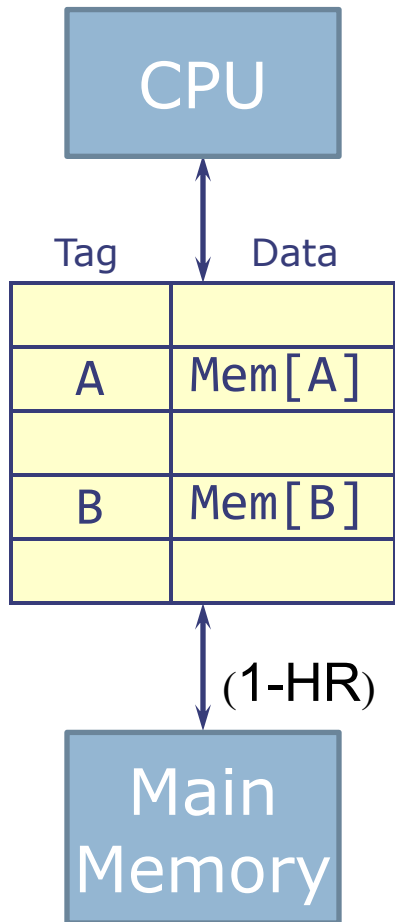 CPU
Tag Data
A Mem[A]
B Mem[B]
(1-HR)
Main
Memory